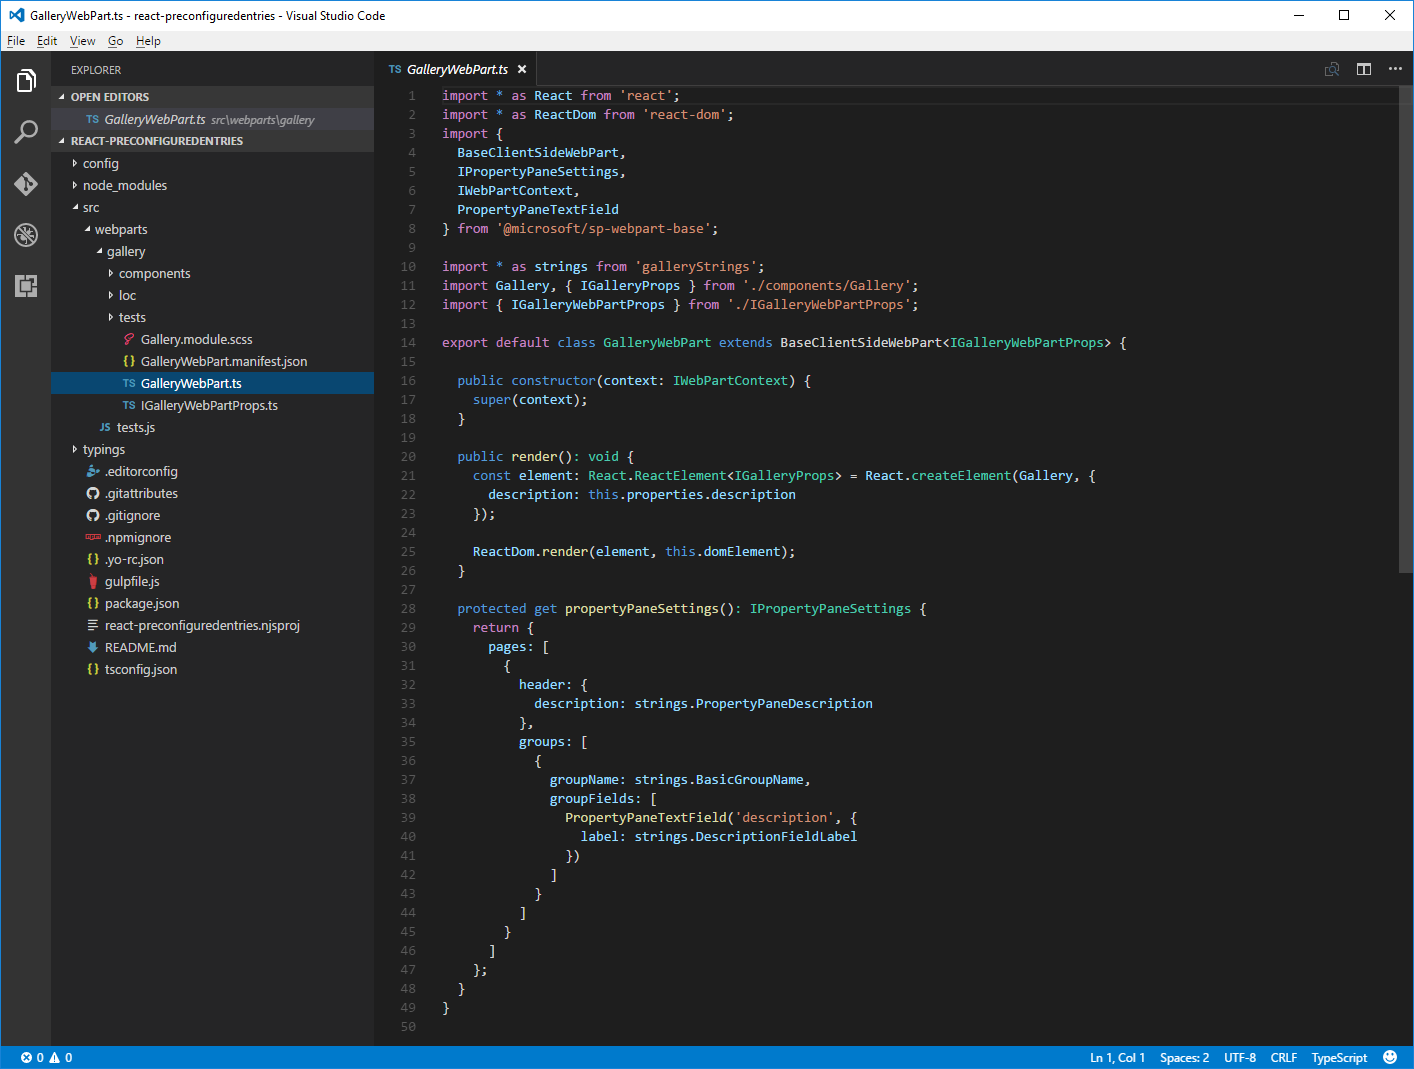 GalleryWebPart.ts - react-preconfiguredentries - Visual Studio Code
File Edit View Go Help
EXPLORER
OPEN EDITORS
TS GalleryWebPart.ts src\webparts\gallery
REACT-PRECONFIGUREDENTRIES
config
node_modules
src
webparts
gallery
components
loc
tests
Gallery.module.scss
{} GalleryWebPart.manifest.json
TS GalleryWebPart.ts
TS IGalleryWebPartProps.ts
JS tests.js
typings
.editorconfig
.gitattributes
.gitignore
npm .npmignore
{} .yo-rc.json
gulpfile.js
{} package.json
react-preconfiguredentries.njsproj
README.md
{} tsconfig.json
TS GalleryWebPart.ts
1 import * as React from 'react';
2 import * as ReactDom from 'react-dom';
3 import {
4   BaseClientSideWebPart,
5   IPropertyPaneSettings,
6   IWebPartContext,
7   PropertyPaneTextField
8 } from '@microsoft/sp-webpart-base';
9
10 import * as strings from 'galleryStrings';
11 import Gallery, { IGalleryProps } from './components/Gallery';
12 import { IGalleryWebPartProps } from './IGalleryWebPartProps';
13
14 export default class GalleryWebPart extends BaseClientSideWebPart<IGalleryWebPartProps> {
15
16   public constructor(context: IWebPartContext) {
17     super(context);
18   }
19
20   public render(): void {
21     const element: React.ReactElement<IGalleryProps> = React.createElement(Gallery, {
22       description: this.properties.description
23     });
24
25     ReactDom.render(element, this.domElement);
26   }
27
28   protected get propertyPaneSettings(): IPropertyPaneSettings {
29     return {
30       pages: [
31         {
32           header: {
33             description: strings.PropertyPaneDescription
34           },
35           groups: [
36             {
37               groupName: strings.BasicGroupName,
38               groupFields: [
39                 PropertyPaneTextField('description', {
40                   label: strings.DescriptionFieldLabel
41                 })
42               ]
43             }
44           ]
45         }
46       ]
47     };
48   }
49 }
50
0 0 Ln 1, Col 1 Spaces: 2 UTF-8 CRLF TypeScript